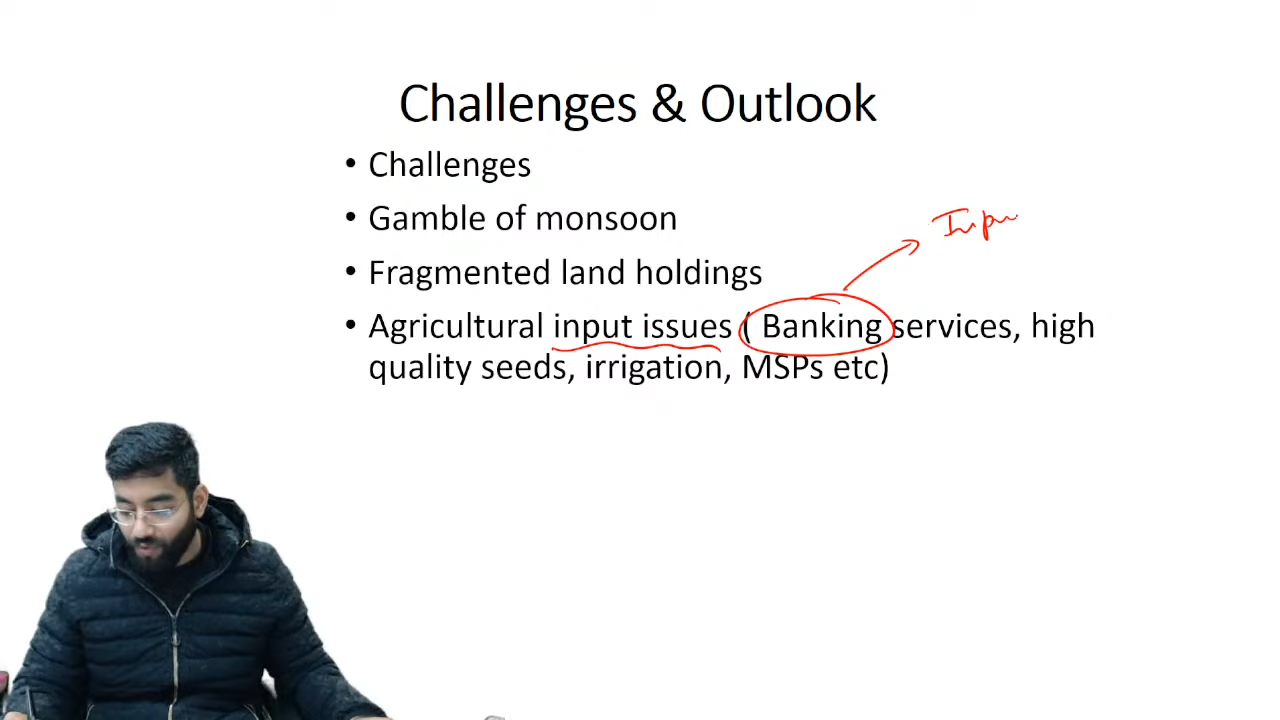 Challenges & Outlook
• Challenges
• Gamble of monsoon
Inpu
• Fragmented land holdings
• Agricultural input issues ( Banking services, high
quality seeds, irrigation, MSPs etc)